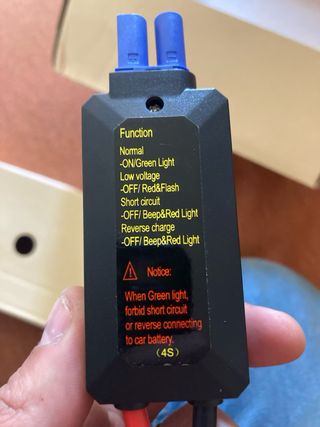 Function
Normal
-ON/Green Light
Low voltage
-OFF/ Red&Flash
Short circuit
-OFF/ Beep&Red Light
Reverse charge
-OFF/ Beep&Red Light
Notice:
When Green light,
forbid short circuit
or reverse connecting
to car battery.
(4S)